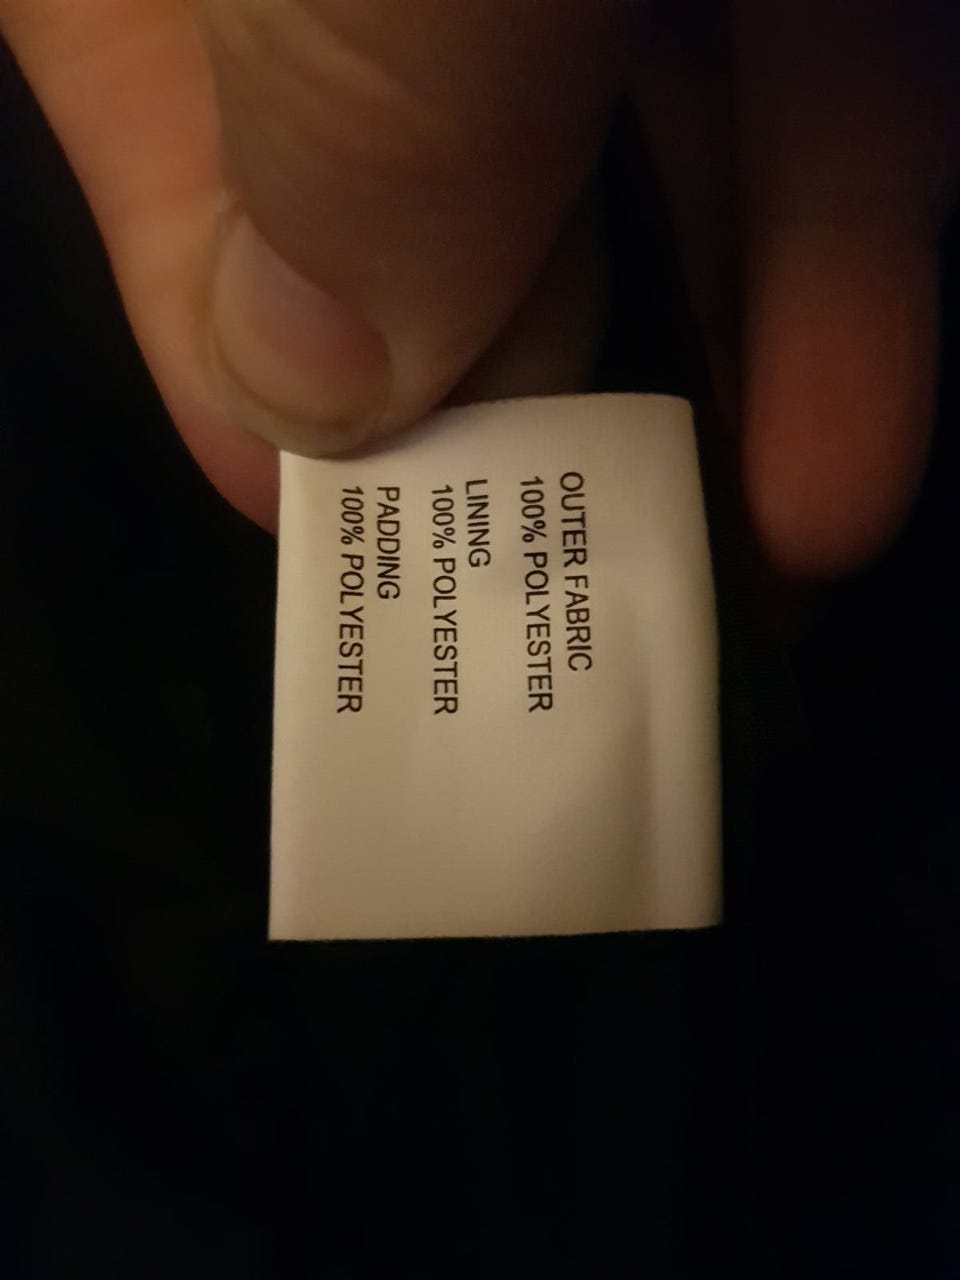 OUTER FABRIC
100% POLYESTER
LINING
100% POLYESTER
PADDING
100% POLYESTER